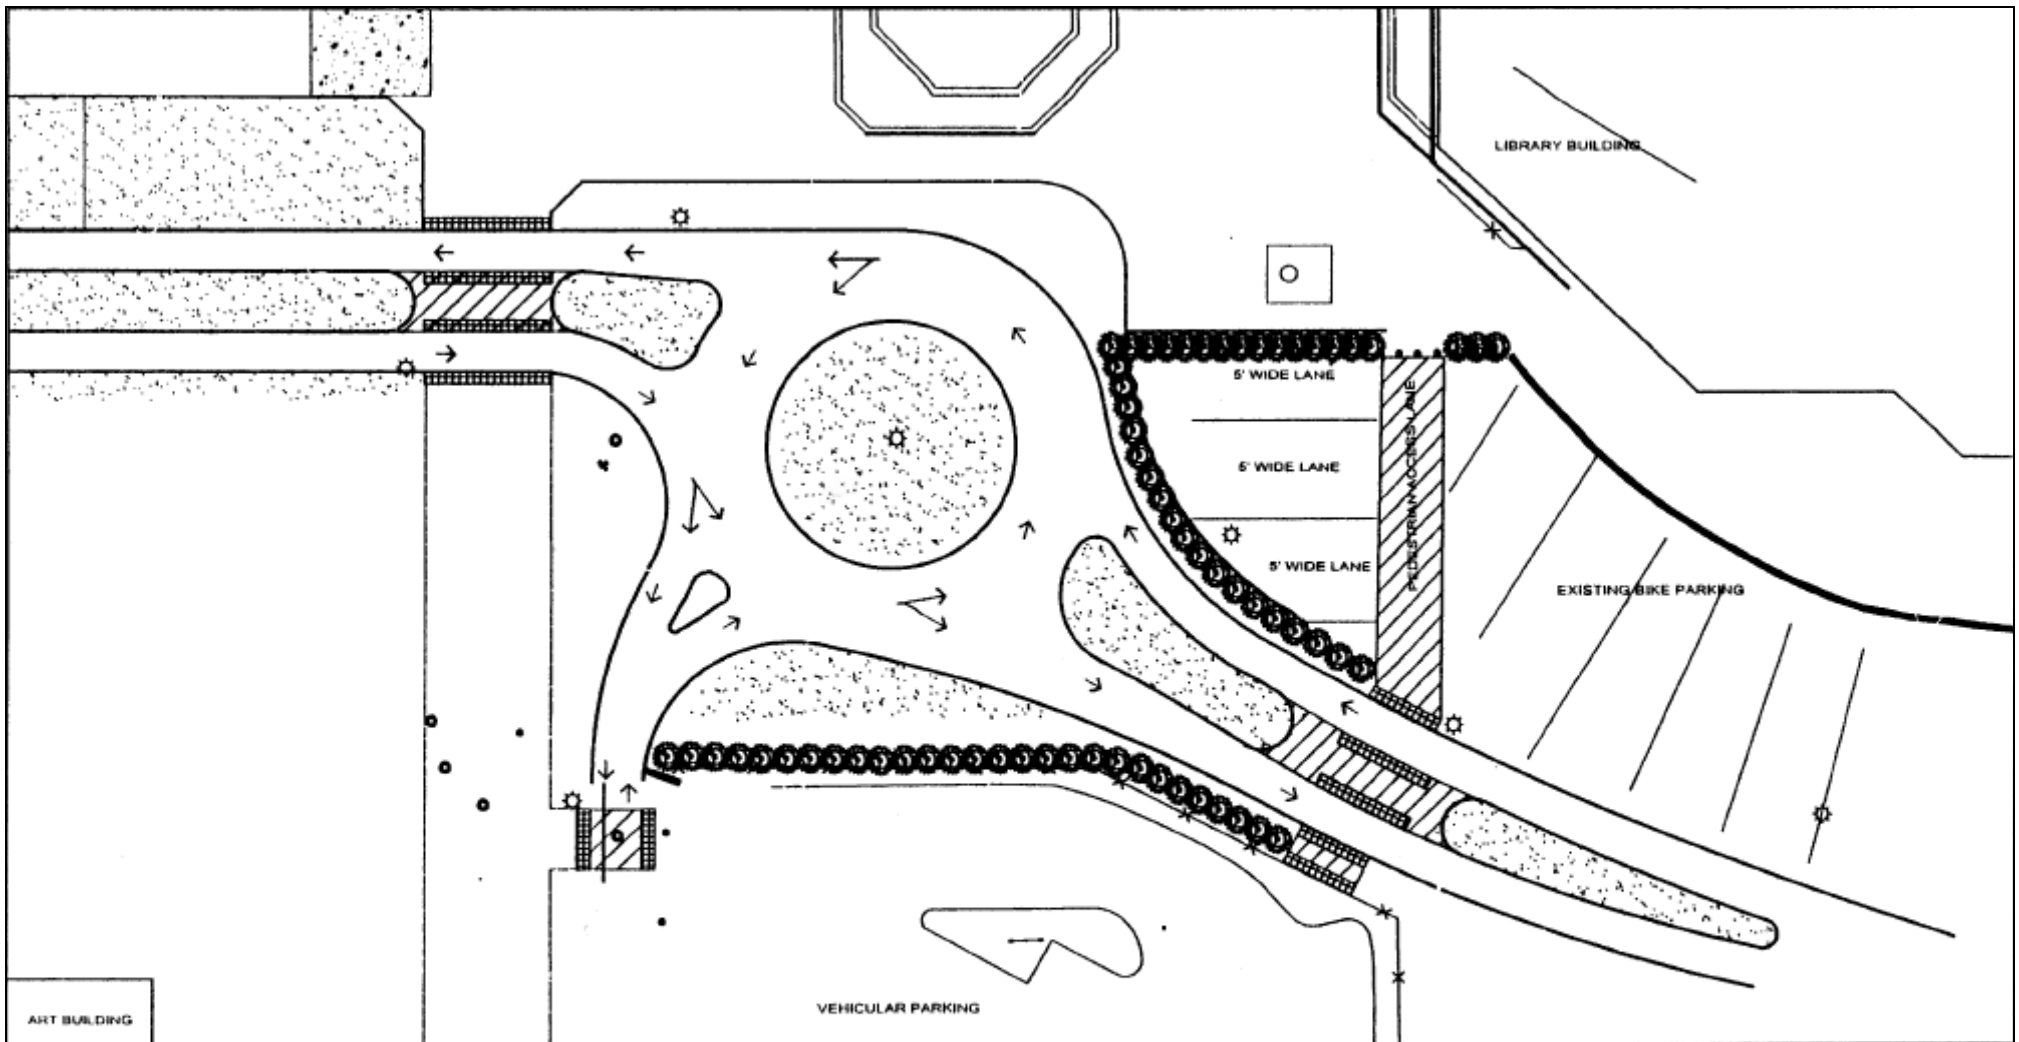 LIBRARY BUILDING
5' WIDE LANE
5' WIDE LANE
5' WIDE LANE
PEDESTRIAN ACCESS LANE
EXISTING BIKE PARKING
VEHICULAR PARKING
ART BUILDING